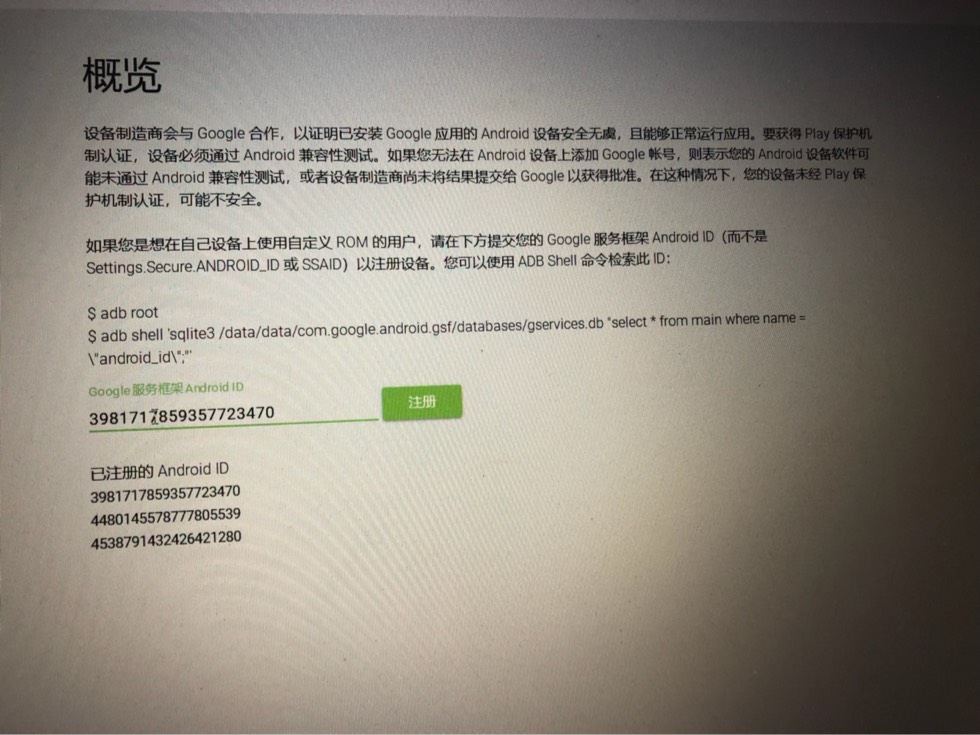 概览
设备制造商会与 Google 合作，以证明已安装 Google 应用的 Android 设备安全无虞，且能够正常运行应用。要获得 Play 保护机
制认证，设备必须通过 Android 兼容性测试。如果您无法在 Android 设备上添加 Google 帐号，则表示您的 Android 设备软件可
能未通过 Android 兼容性测试，或者设备制造商尚未将结果提交给 Google 以获得批准。在这种情况下，您的设备未经 Play 保
护机制认证，可能不安全。
如果您是想在自己设备上使用自定义 ROM 的用户，请在下方提交您的 Google 服务框架 Android ID（而不是
Settings.Secure.ANDROID_ID 或 SSAID）以注册设备。您可以使用 ADB Shell 命令检索此 ID：
$ adb root
$ adb shell 'sqlite3 /data/data/com.google.android.gsf/databases/gservices.db "select * from main where name =
\"android_id\";"'
Google 服务框架 Android ID
3981717859357723470
注册
已注册的 Android ID
3981717859357723470
4480145578777805539
4538791432426421280